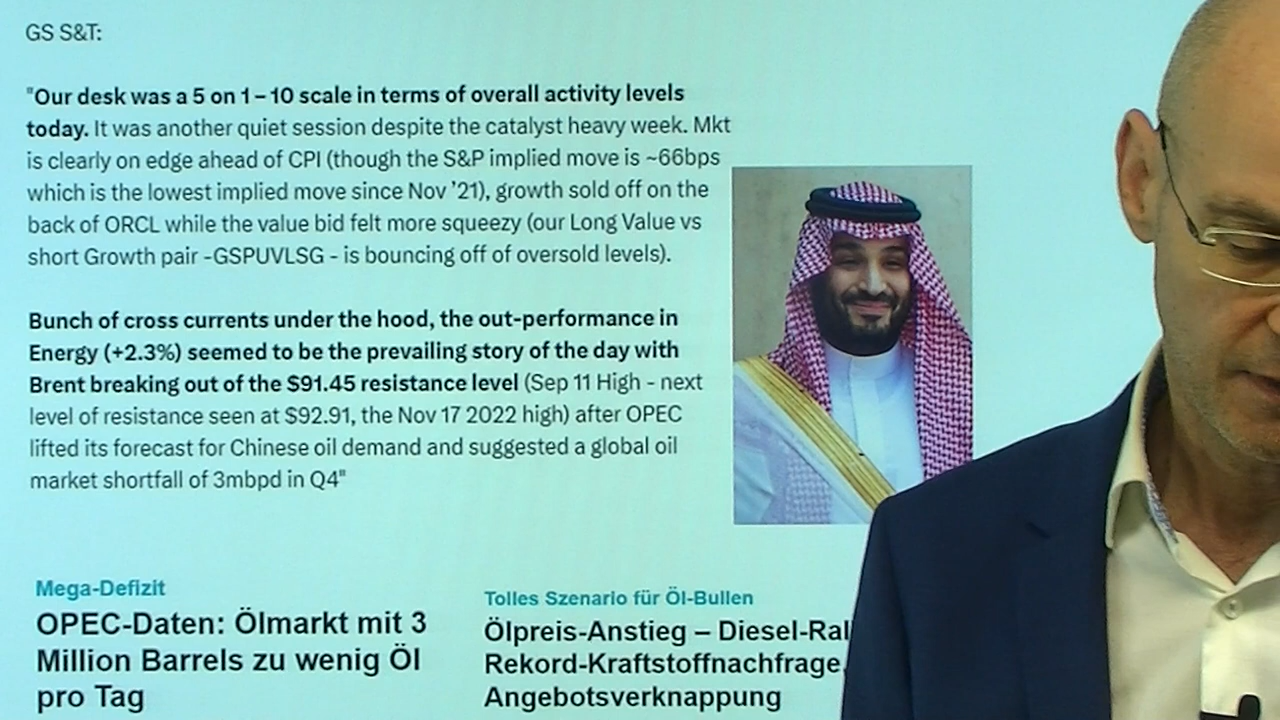 GS S&T:
"Our desk was a 5 on 1 – 10 scale in terms of overall activity levels
today. It was another quiet session despite the catalyst heavy week. Mkt
is clearly on edge ahead of CPI (though the S&P implied move is ~66bps
which is the lowest implied move since Nov '21), growth sold off on the
back of ORCL while the value bid felt more squeezy (our Long Value vs
short Growth pair -GSPUVLSG - is bouncing off of oversold levels).
Bunch of cross currents under the hood, the out-performance in
Energy (+2.3%) seemed to be the prevailing story of the day with
Brent breaking out of the $91.45 resistance level (Sep 11 High - next
level of resistance seen at $92.91, the Nov 17 2022 high) after OPEC
lifted its forecast for Chinese oil demand and suggested a global oil
market shortfall of 3mbpd in Q4"
Mega-Defizit
OPEC-Daten: Ölmarkt mit 3
Million Barrels zu wenig Öl
pro Tag
Tolles Szenario für Öl-Bullen
Ölpreis-Anstieg – Diesel-Ral
Rekord-Kraftstoffnachfrage
Angebotsverknappung